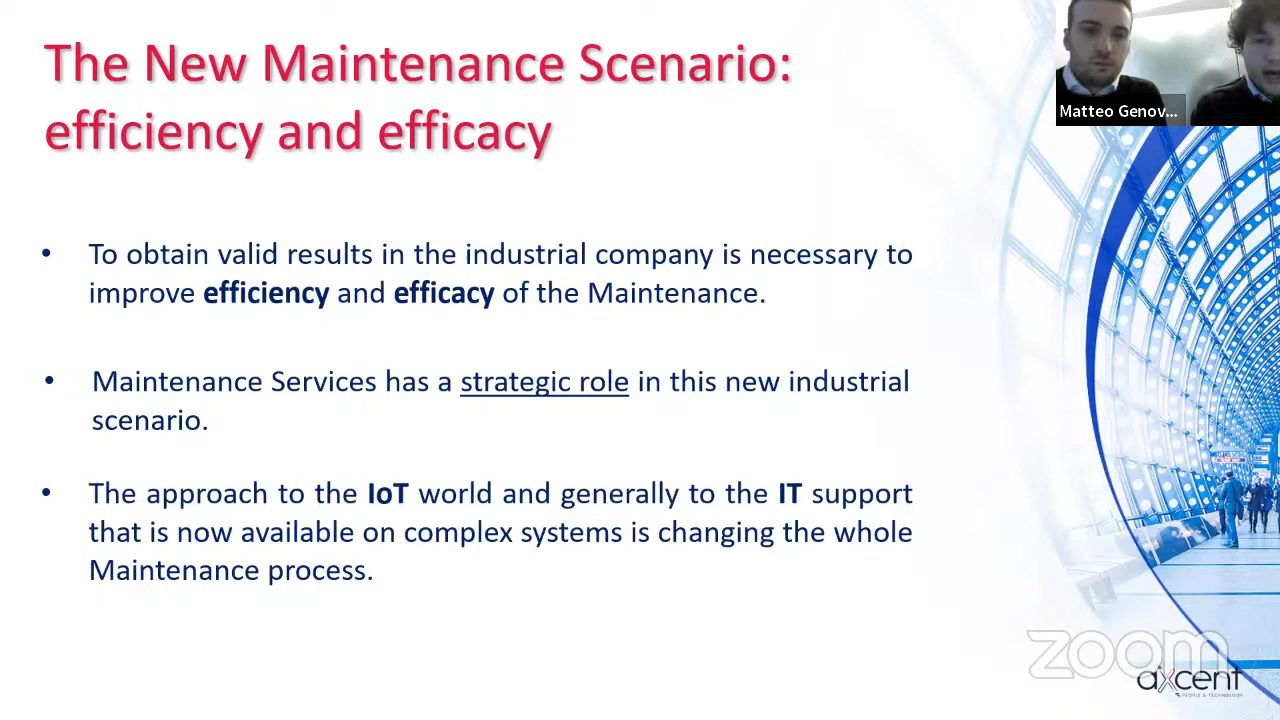 The New Maintenance Scenario:
efficiency and efficacy
Matteo Genov...
• To obtain valid results in the industrial company is necessary to
improve efficiency and efficacy of the Maintenance.
• Maintenance Services has a strategic role in this new industrial
scenario.
• The approach to the IoT world and generally to the IT support
that is now available on complex systems is changing the whole
Maintenance process.
zoom
axcent
PEOPLE & TECHNOLOGY